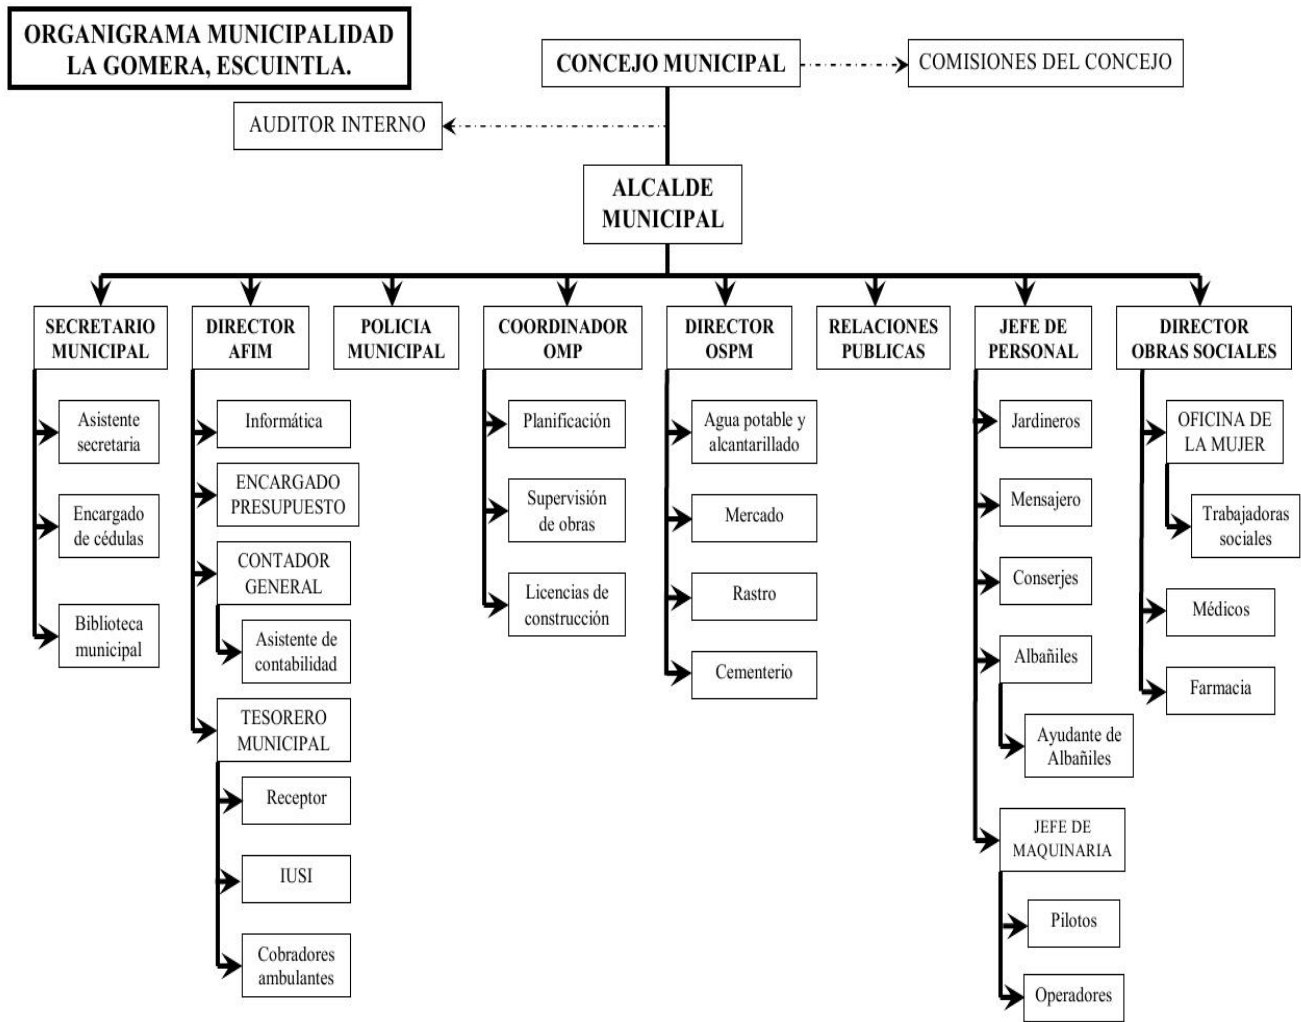 ORGANIGRAMA MUNICIPALIDAD
LA GOMERA, ESCUINTLA.
CONCEJO MUNICIPAL
COMISIONES DEL CONCEJO
AUDITOR INTERNO
ALCALDE
MUNICIPAL
SECRETARIO
MUNICIPAL
Asistente
secretaria
Encargado
de cédulas
Biblioteca
municipal
DIRECTOR
AFIM
Informática
ENCARGADO
PRESUPUESTO
CONTADOR
GENERAL
Asistente de
contabilidad
TESORERO
MUNICIPAL
Receptor
IUSI
Cobradores
ambulantes
POLICIA
MUNICIPAL
COORDINADOR
OMP
Planificación
Supervisión
de obras
Licencias de
construcción
DIRECTOR
OSPM
Agua potable y
alcantarillado
Mercado
Rastro
Cementerio
RELACIONES
PUBLICAS
JEFE DE
PERSONAL
Jardineros
Mensajero
Conserjes
Albañiles
Ayudante de
Albañiles
JEFE DE
MAQUINARIA
Pilotos
Operadores
DIRECTOR
OBRAS SOCIALES
OFICINA DE
LA MUJER
Trabajadoras
sociales
Médicos
Farmacia